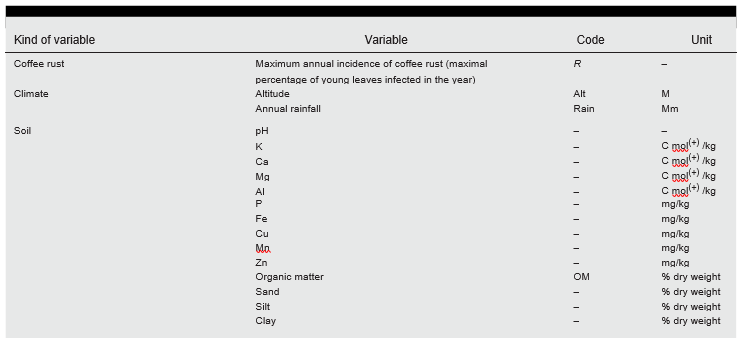 Kind of variable Variable Code Unit
Coffee rust Maximum annual incidence of coffee rust (maximal R –
percentage of young leaves infected in the year)
Climate Altitude Alt M
Annual rainfall Rain Mm
Soil pH – –
K – C mol(+) /kg
Ca – C mol(+) /kg
Mg – C mol(+) /kg
Al – C mol(+) /kg
P – mg/kg
Fe – mg/kg
Cu – mg/kg
Mn – mg/kg
Zn – mg/kg
Organic matter OM % dry weight
Sand – % dry weight
Silt – % dry weight
Clay – % dry weight